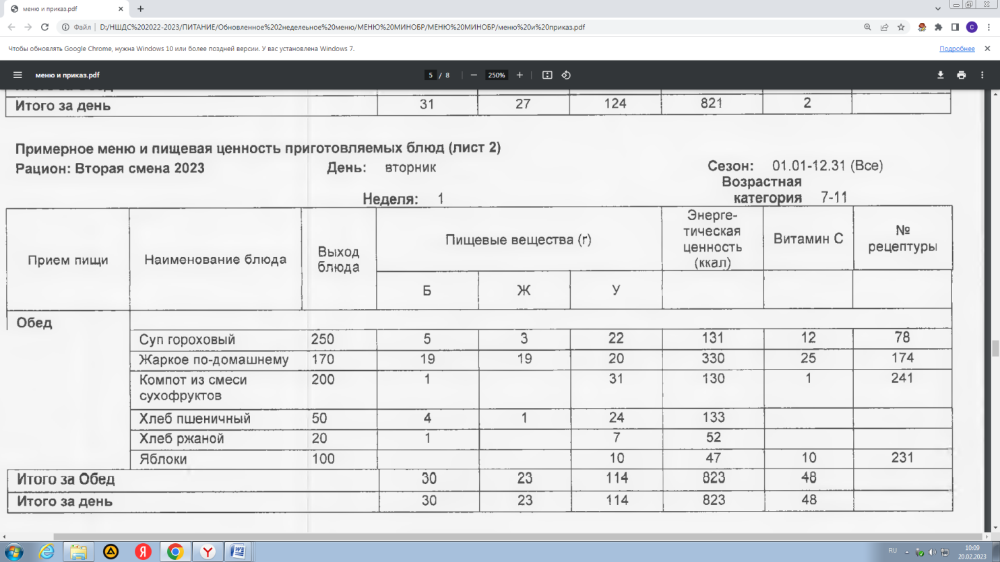 меню и приказ.pdf
Файл | D:/НШДС%202022-2023/ПИТАНИЕ/Обновленное%202неделеьное%20меню/МЕНЮ%20МИНОБР/МЕНЮ%20МИНОБР/меню%20и%20приказ.pdf
С
Чтобы обновлять Google Chrome, нужна Windows 10 или более поздней версии. У вас установлена Windows 7.
Подробнее
меню и приказ.pdf
5 / 8
250%
Итого за день 31 27 124 821 2
Примерное меню и пищевая ценность приготовляемых блюд (лист 2)
Рацион: Вторая смена 2023 День: вторник Сезон: 01.01-12.31 (Все)
Возрастная
Неделя: 1 категория 7-11
Прием пищи
Наименование блюда
Выход
блюда
Пищевые вещества (г)
Энерге-
тическая
ценность
(ккал)
Витамин С
№
рецептуры
Б Ж У
Обед
Суп гороховый 250 5 3 22 131 12 78
Жаркое по-домашнему 170 19 19 20 330 25 174
Компот из смеси 200 1 31 130 1 241
сухофруктов
Хлеб пшеничный 50 4 1 24 133
Хлеб ржаной 20 1 7 52
Яблоки 100 10 47 10 231
Итого за Обед 30 23 114 823 48
Итого за день 30 23 114 823 48
RU
10:09
20.02.2023